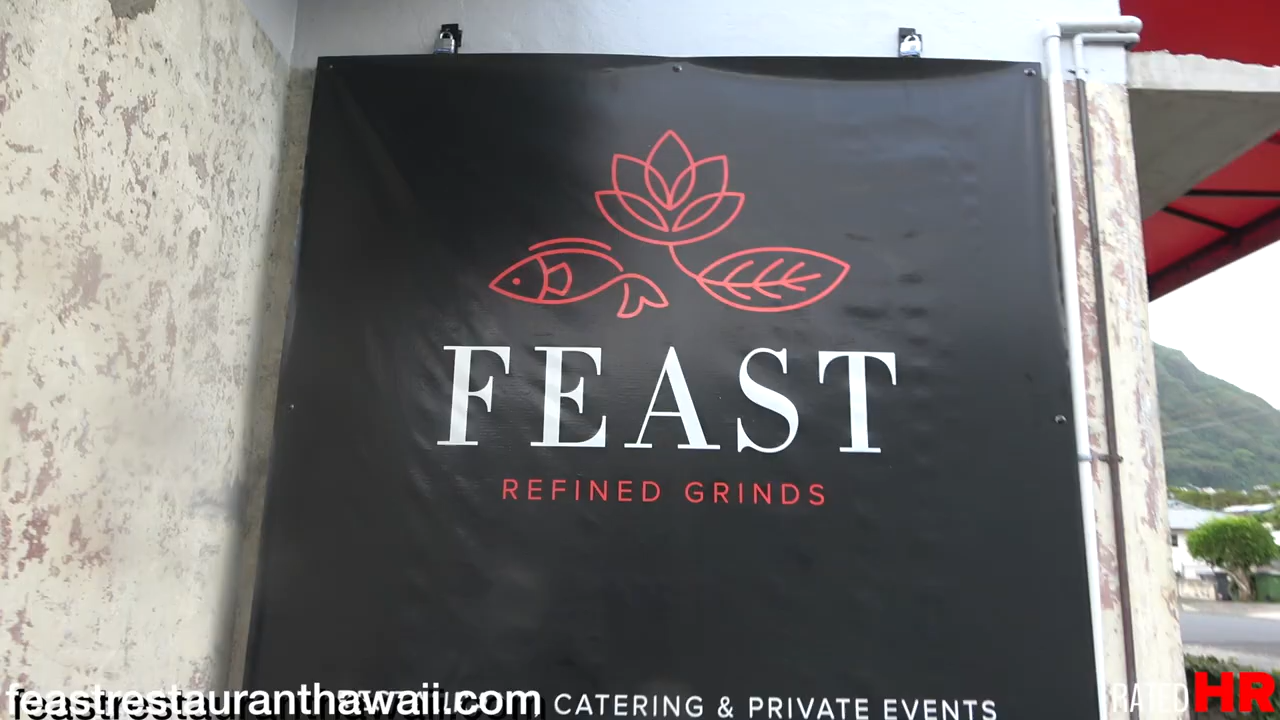 FEAST
REFINED GRINDS
CATERING & PRIVATE EVENTS
feastrestauranthawaii.com
RATED HR